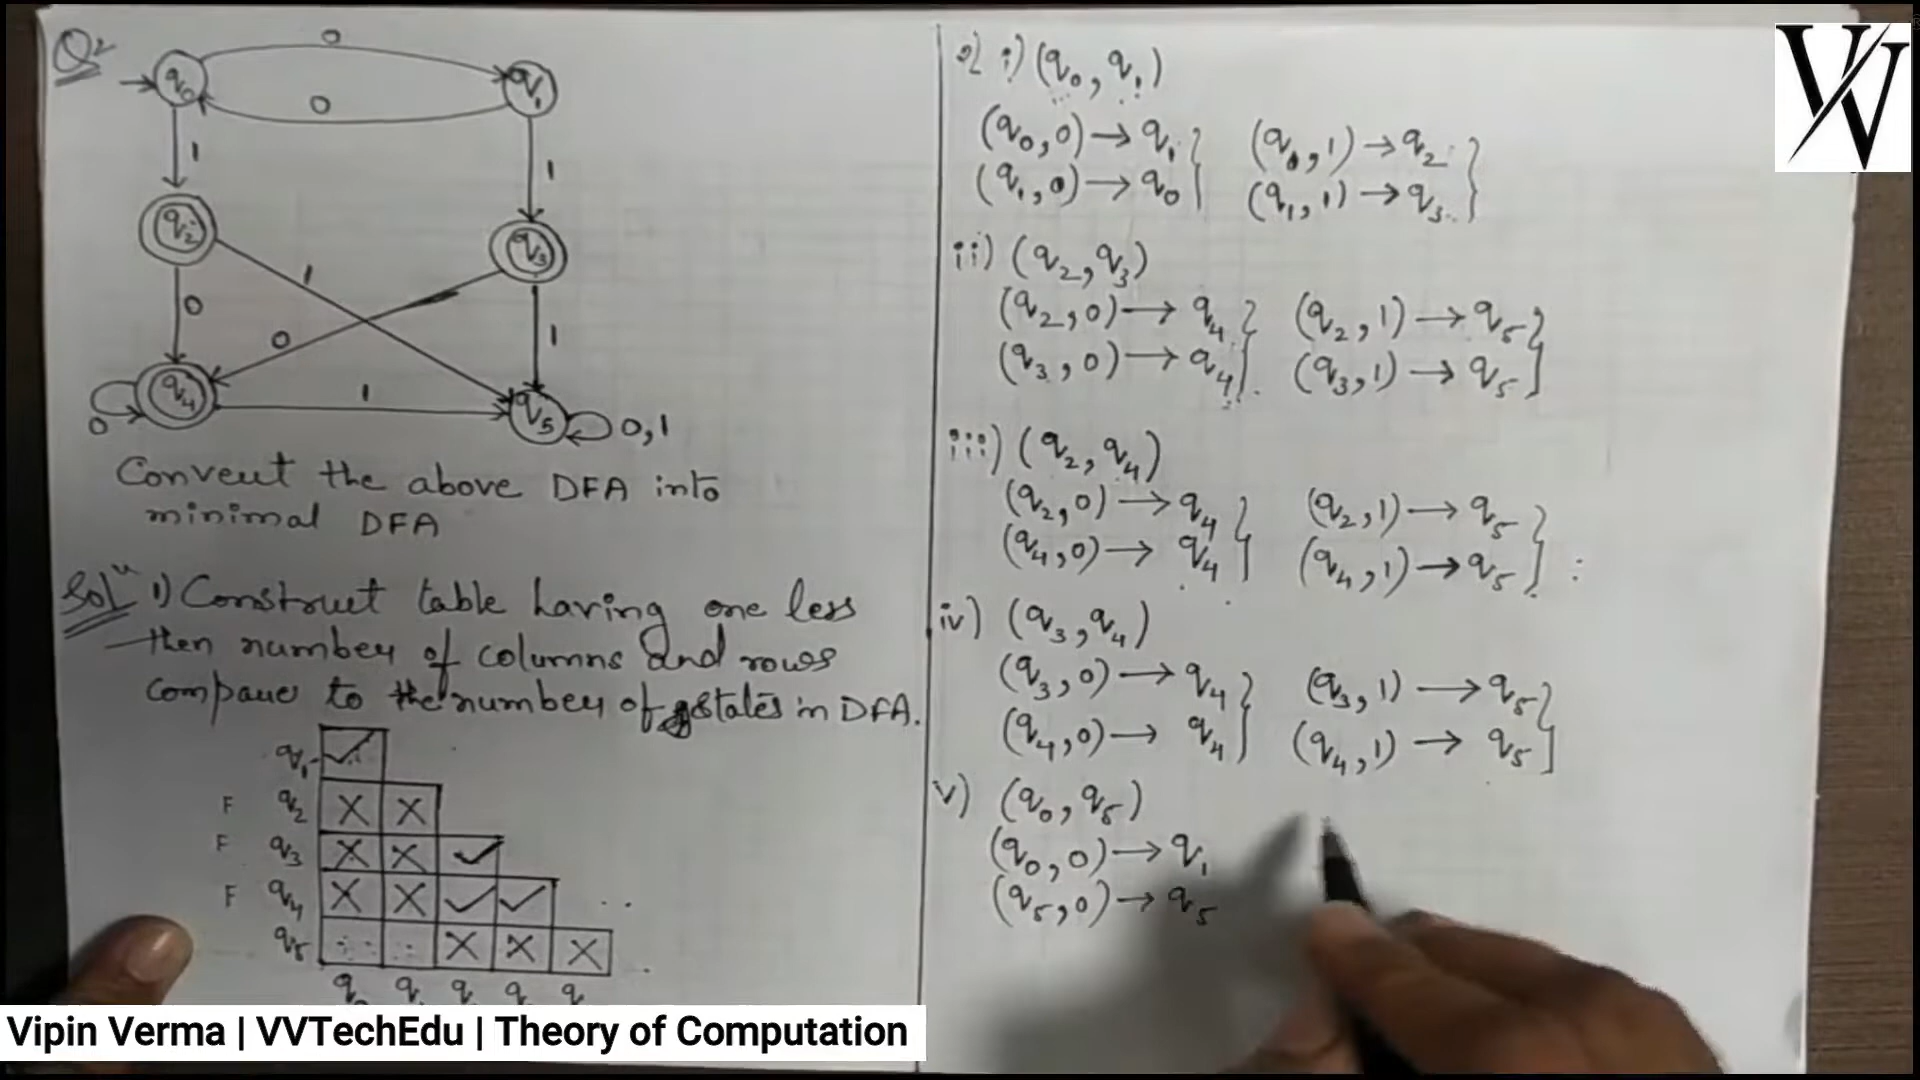 Q2
q0
0
q1
0
1
1
q2
q3
1
0
0
1
q4
1
q5
0
0,1
Convert the above DFA into
minimal DFA
Solⁿ 1) Construct table having one less
then number of columns and rows
compare to the number of states in DFA.
q1 ✓
F q2 X X
F q3 X X ✓
F q4 X X ✓ ✓
q5 X X X
2) i) (q0, q1)
(q0, 0) → q1 } (q0, 1) → q2 }
(q1, 0) → q0 } (q1, 1) → q3 }
ii) (q2, q3)
(q2, 0) → q4 } (q2, 1) → q5 }
(q3, 0) → q4 } (q3, 1) → q5 }
iii) (q2, q4)
(q2, 0) → q4 } (q2, 1) → q5 }
(q4, 0) → q4 } (q4, 1) → q5 }
iv) (q3, q4)
(q3, 0) → q4 } (q3, 1) → q5 }
(q4, 0) → q4 } (q4, 1) → q5 }
v) (q0, q5)
(q0, 0) → q1
(q5, 0) → q5
VV
Vipin Verma | VVTechEdu | Theory of Computation